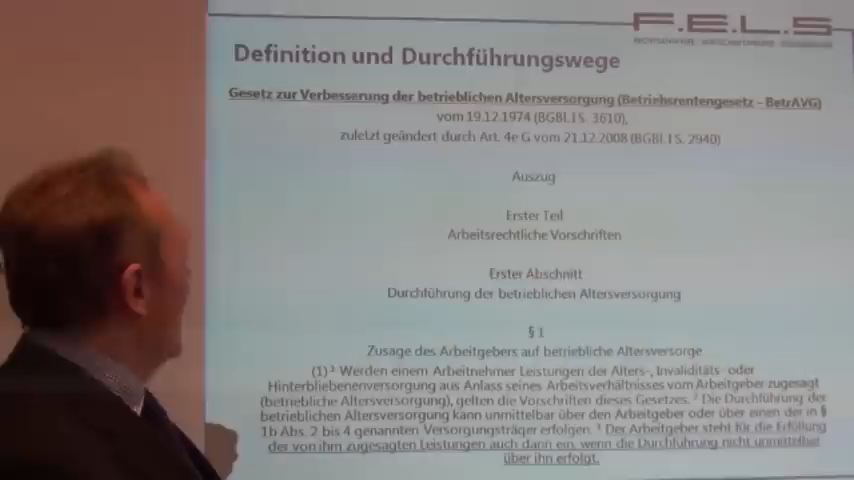 F.E.L.S
Definition und Durchführungswege
Gesetz zur Verbesserung der betrieblichen Altersversorgung (Betriebsrentengesetz - BetrAVG)
vom 19.12.1974 (BGBl. I S. 3610),
zuletzt geändert durch Art. 4e G vom 21.12.2008 (BGBl. I S. 2940)
Auszug
Erster Teil
Arbeitsrechtliche Vorschriften
Erster Abschnitt
Durchführung der betrieblichen Altersversorgung
§ 1
Zusage des Arbeitgebers auf betriebliche Altersversorge
(1) ¹ Werden einem Arbeitnehmer Leistungen der Alters-, Invaliditäts- oder
Hinterbliebenenversorgung aus Anlass seines Arbeitsverhältnisses vom Arbeitgeber zugesagt
(betriebliche Altersversorgung), gelten die Vorschriften dieses Gesetzes. ² Die Durchführung der
betrieblichen Altersversorgung kann unmittelbar über den Arbeitgeber oder über einen der in §
1b Abs. 2 bis 4 genannten Versorgungsträger erfolgen. ³ Der Arbeitgeber steht für die Erfüllung
der von ihm zugesagten Leistungen auch dann ein, wenn die Durchführung nicht unmittelbar
über ihn erfolgt.